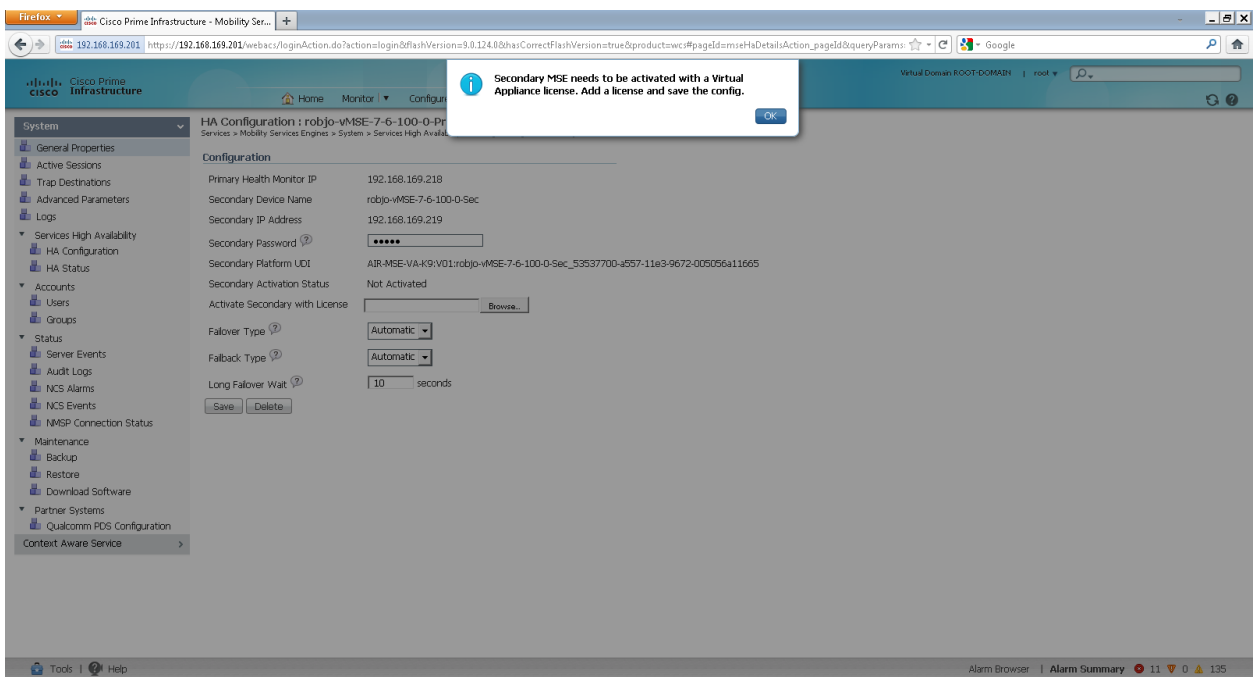 Firefox
Cisco Prime Infrastructure - Mobility Ser...
192.168.169.201 https://192.168.169.201/webacs/loginAction.do?action=login&flashVersion=9.0.124.0&hasCorrectFlashVersion=true&product=wcs#pageId=mseHaDetailsAction_pageId&queryParams:
Google
cisco Cisco Prime Infrastructure
Virtual Domain ROOT-DOMAIN | root
Home Monitor Configur
Secondary MSE needs to be activated with a Virtual
Appliance license. Add a license and save the config.
OK
System
General Properties
Active Sessions
Trap Destinations
Advanced Parameters
Logs
Services High Availability
HA Configuration
HA Status
Accounts
Users
Groups
Status
Server Events
Audit Logs
NCS Alarms
NCS Events
NMSP Connection Status
Maintenance
Backup
Restore
Download Software
Partner Systems
Qualcomm PDS Configuration
Context Aware Service
HA Configuration : robjo-vMSE-7-6-100-0-Pr
Services > Mobility Services Engines > System > Services High Availab
Configuration
Primary Health Monitor IP 192.168.169.218
Secondary Device Name robjo-vMSE-7-6-100-0-Sec
Secondary IP Address 192.168.169.219
Secondary Password ? •••••
Secondary Platform UDI AIR-MSE-VA-K9:V01:robjo-vMSE-7-6-100-0-Sec_53537700-a557-11e3-9672-005056a11665
Secondary Activation Status Not Activated
Activate Secondary with License Browse...
Failover Type ? Automatic
Failback Type ? Automatic
Long Failover Wait ? 10 seconds
Save Delete
Tools | Help
Alarm Browser | Alarm Summary 11 0 135